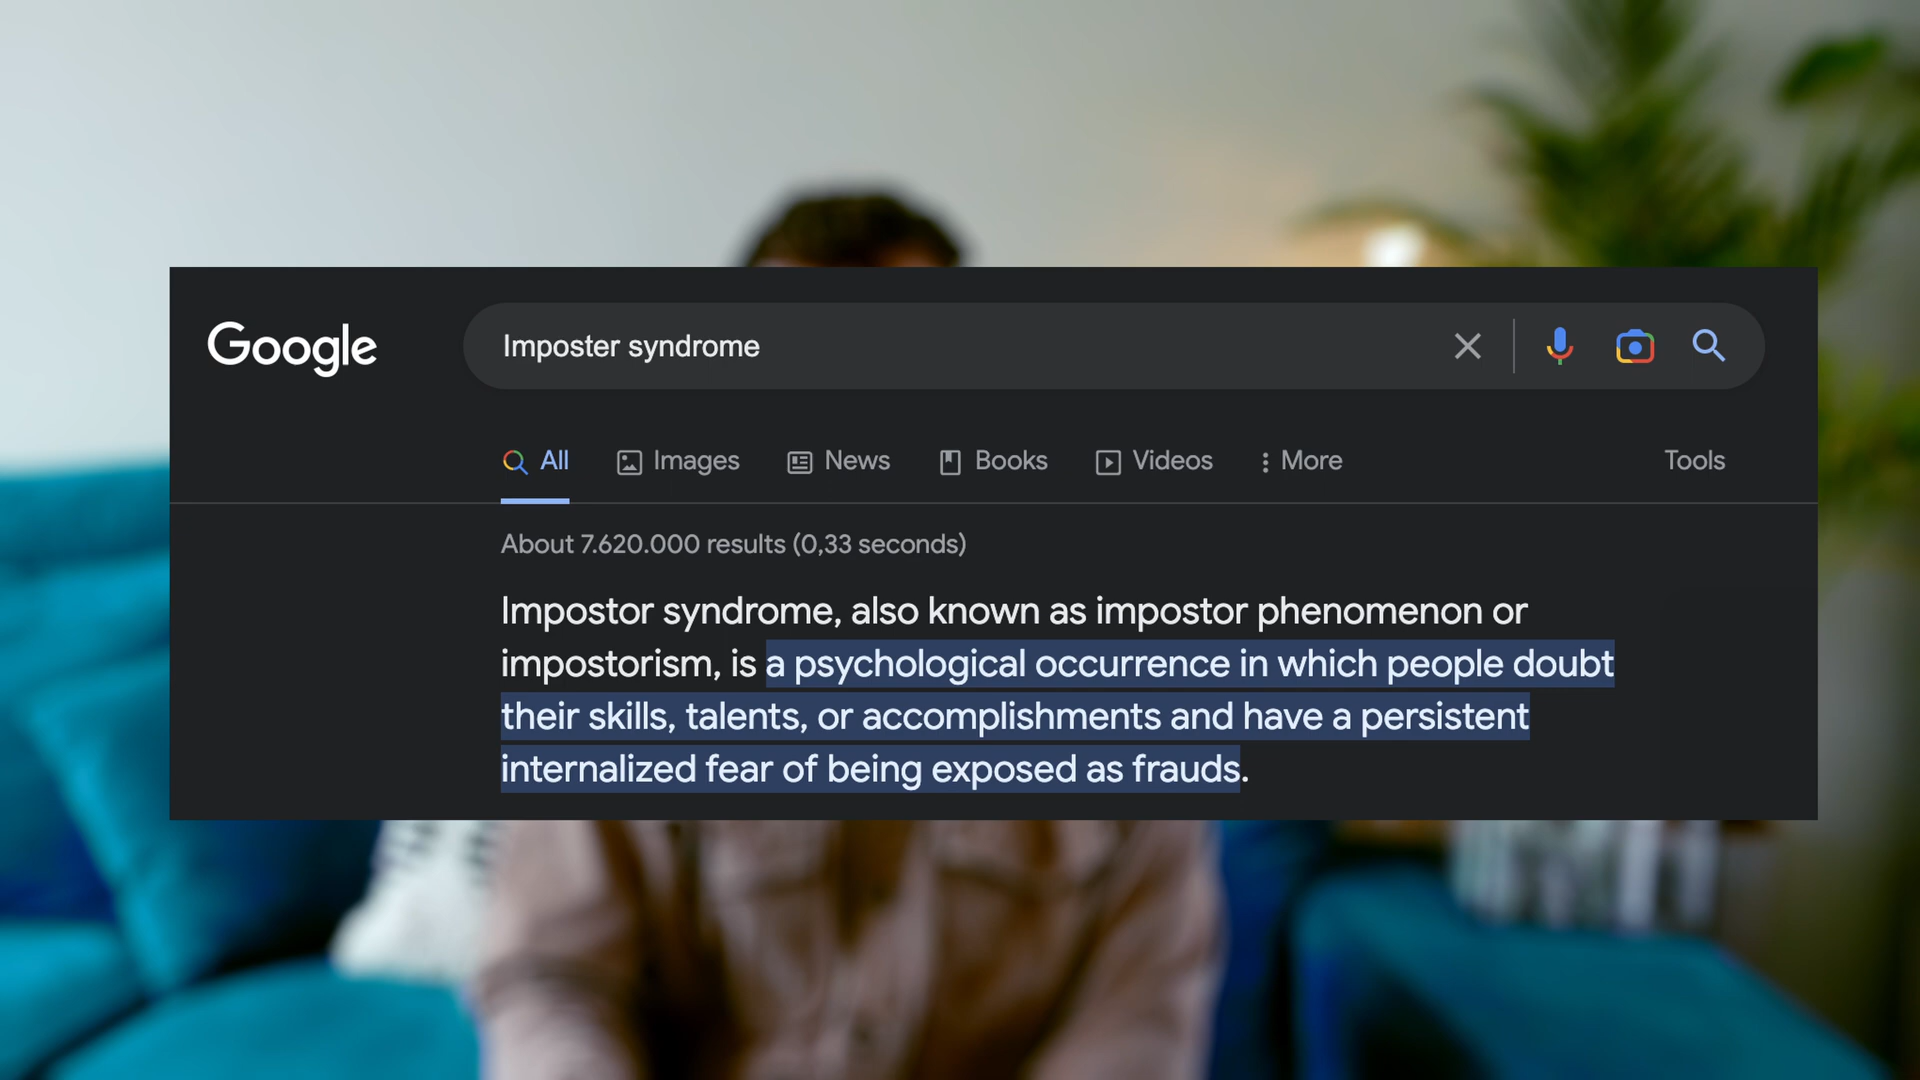 Google
Imposter syndrome
All Images News Books Videos More Tools
About 7.620.000 results (0,33 seconds)
Impostor syndrome, also known as impostor phenomenon or
impostorism, is a psychological occurrence in which people doubt
their skills, talents, or accomplishments and have a persistent
internalized fear of being exposed as frauds.